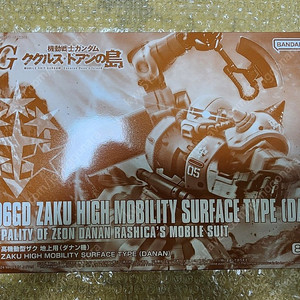 G
機動戦士ガンダム
ククルス・ドアンの島
BANDAI
05
06GD ZAKU HIGH MOBILITY SURFACE TYPE (DA
PALITY OF ZEON DANAN RASHICA'S MOBILE SUIT
高機動型ザク 地上用(ダナン機)
ZAKU HIGH MOBILITY SURFACE TYPE (DANAN)